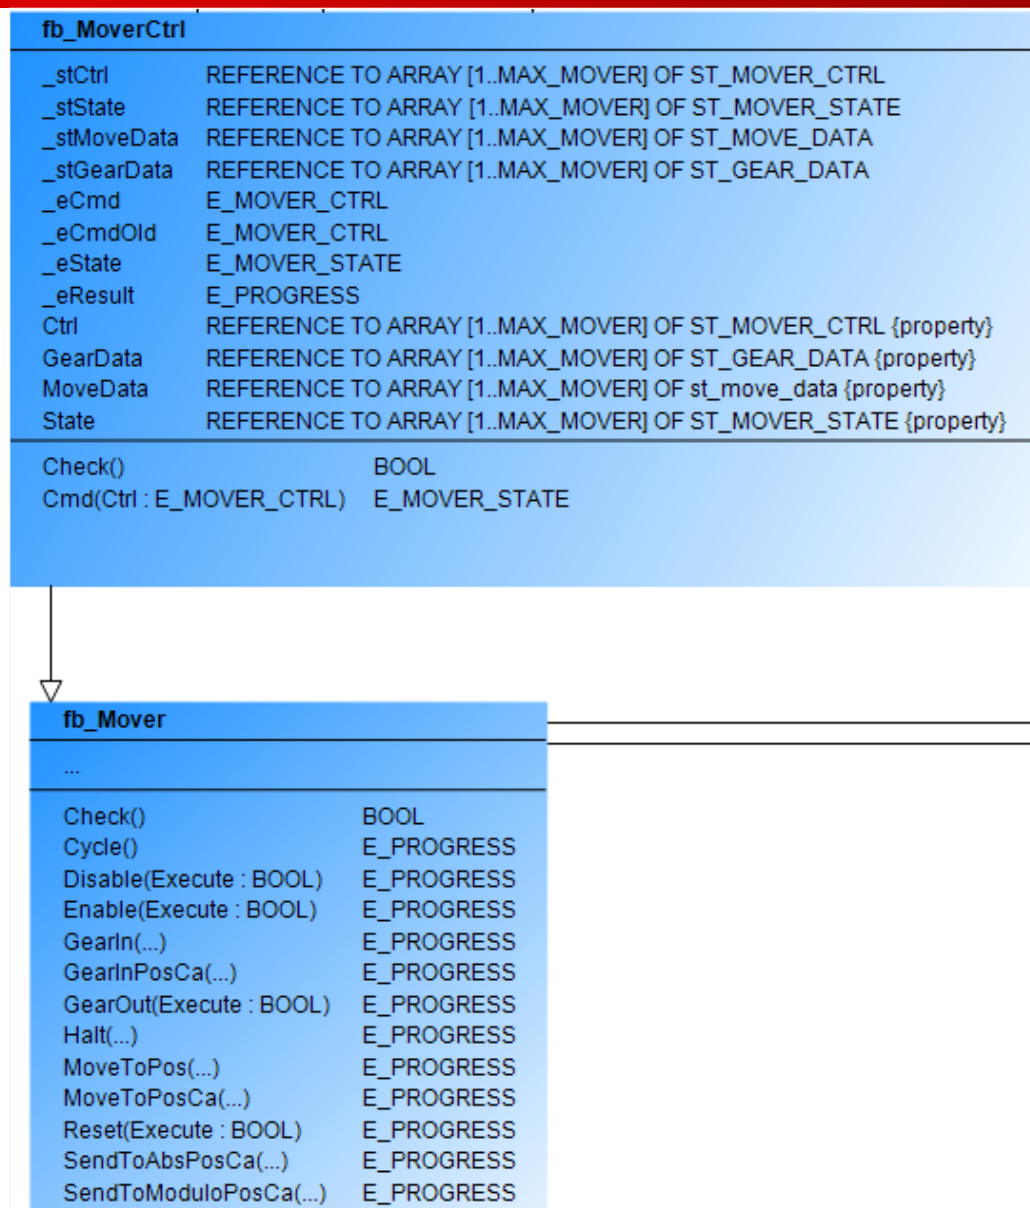 fb_MoverCtrl
_stCtrl REFERENCE TO ARRAY [1..MAX_MOVER] OF ST_MOVER_CTRL
_stState REFERENCE TO ARRAY [1..MAX_MOVER] OF ST_MOVER_STATE
_stMoveData REFERENCE TO ARRAY [1..MAX_MOVER] OF ST_MOVE_DATA
_stGearData REFERENCE TO ARRAY [1..MAX_MOVER] OF ST_GEAR_DATA
_eCmd E_MOVER_CTRL
_eCmdOld E_MOVER_CTRL
_eState E_MOVER_STATE
_eResult E_PROGRESS
Ctrl REFERENCE TO ARRAY [1..MAX_MOVER] OF ST_MOVER_CTRL {property}
GearData REFERENCE TO ARRAY [1..MAX_MOVER] OF ST_GEAR_DATA {property}
MoveData REFERENCE TO ARRAY [1..MAX_MOVER] OF st_move_data {property}
State REFERENCE TO ARRAY [1..MAX_MOVER] OF ST_MOVER_STATE {property}
Check() BOOL
Cmd(Ctrl : E_MOVER_CTRL) E_MOVER_STATE
fb_Mover
...
Check() BOOL
Cycle() E_PROGRESS
Disable(Execute : BOOL) E_PROGRESS
Enable(Execute : BOOL) E_PROGRESS
GearIn(...) E_PROGRESS
GearInPosCa(...) E_PROGRESS
GearOut(Execute : BOOL) E_PROGRESS
Halt(...) E_PROGRESS
MoveToPos(...) E_PROGRESS
MoveToPosCa(...) E_PROGRESS
Reset(Execute : BOOL) E_PROGRESS
SendToAbsPosCa(...) E_PROGRESS
SendToModuloPosCa(...) E_PROGRESS